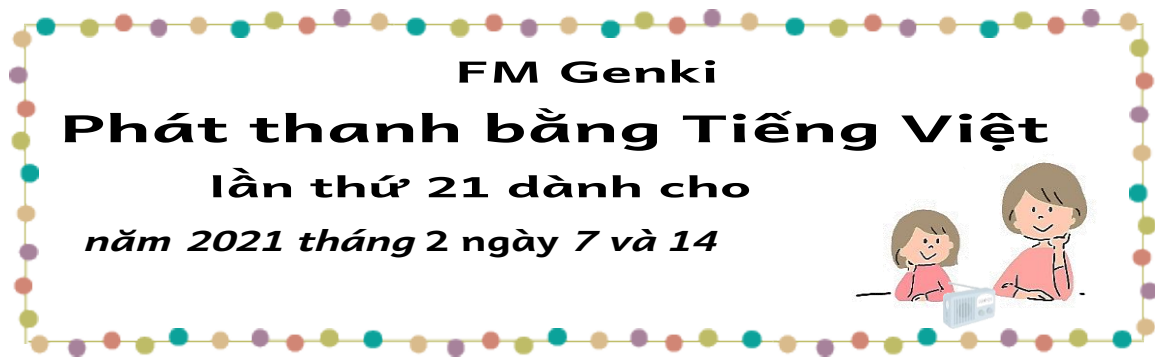 FM Genki
Phát thanh bằng Tiếng Việt
lần thứ 21 dành cho
năm 2021 tháng 2 ngày 7 và 14